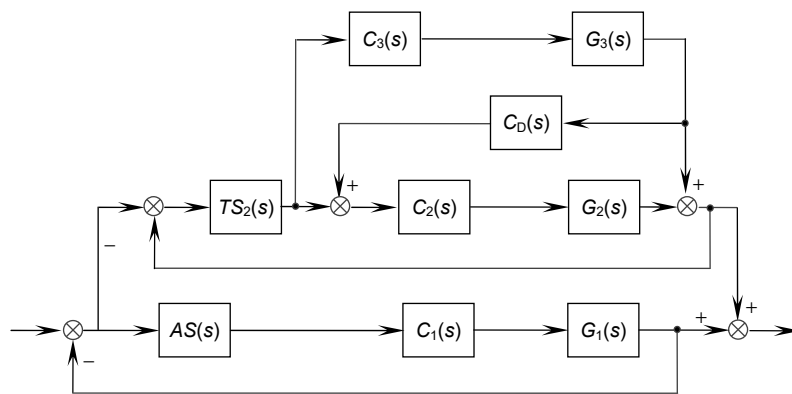 C3(s) G3(s)
CD(s)
+ +
TS2(s) C2(s) G2(s)
−
+
AS(s) C1(s) G1(s) +
−